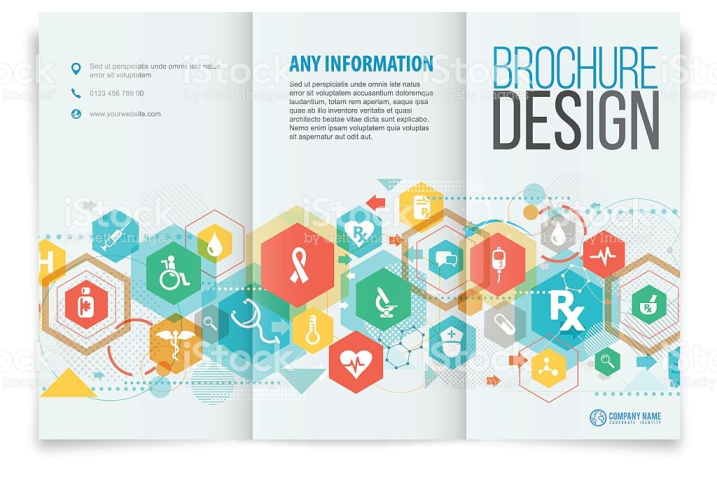 Sed ut perspiciatis unde omnis iste natus
error sit voluptatem
0123 456 789 00
www.yourwebsite.com
ANY INFORMATION
Sed ut perspiciatis unde omnis iste natus
error sit voluptatem accusantium doloremque
laudantium, totam rem aperiam, eaque ipsa
quae ab illo inventore veritatis et quasi
architecto beatae vitae dicta sunt explicabo.
Nemo enim ipsam voluptatem quia voluptas
sit aspernatur aut odit aut.
BROCHURE
DESIGN
H
Rx
Rx
Rx
COMPANY NAME
CORPORATE IDENTITY
iStock
by Getty Images™